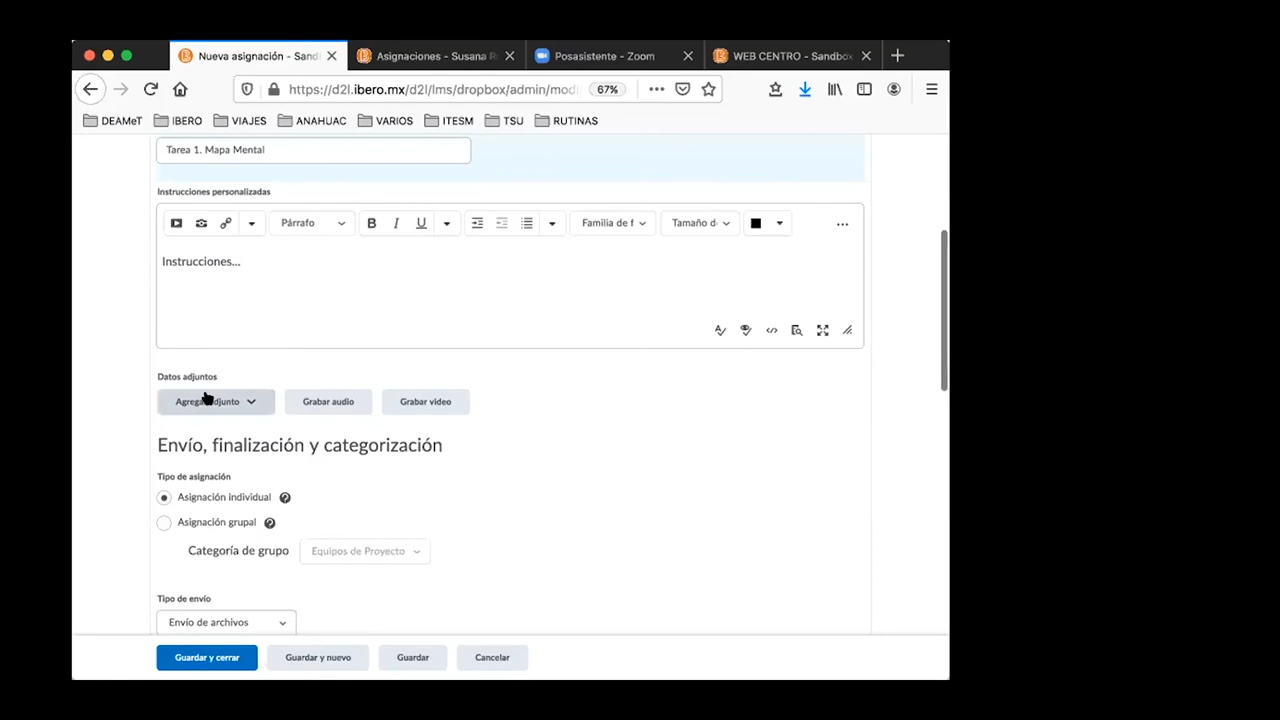 Nueva asignación - Sand
Asignaciones - Susana R
Posasistente - Zoom
WEB CENTRO - Sandbox
https://d2l.ibero.mx/d2l/lms/dropbox/admin/modi
67%
DEAMeT
IBERO
VIAJES
ANAHUAC
VARIOS
ITESM
TSU
RUTINAS
Tarea 1. Mapa Mental
Instrucciones personalizadas
Párrafo
B I U
Familia de f
Tamaño d
Instrucciones...
Datos adjuntos
Agrega djunto
Grabar audio
Grabar video
Envío, finalización y categorización
Tipo de asignación
Asignación individual
Asignación grupal
Categoría de grupo
Equipos de Proyecto
Tipo de envío
Envío de archivos
Guardar y cerrar
Guardar y nuevo
Guardar
Cancelar